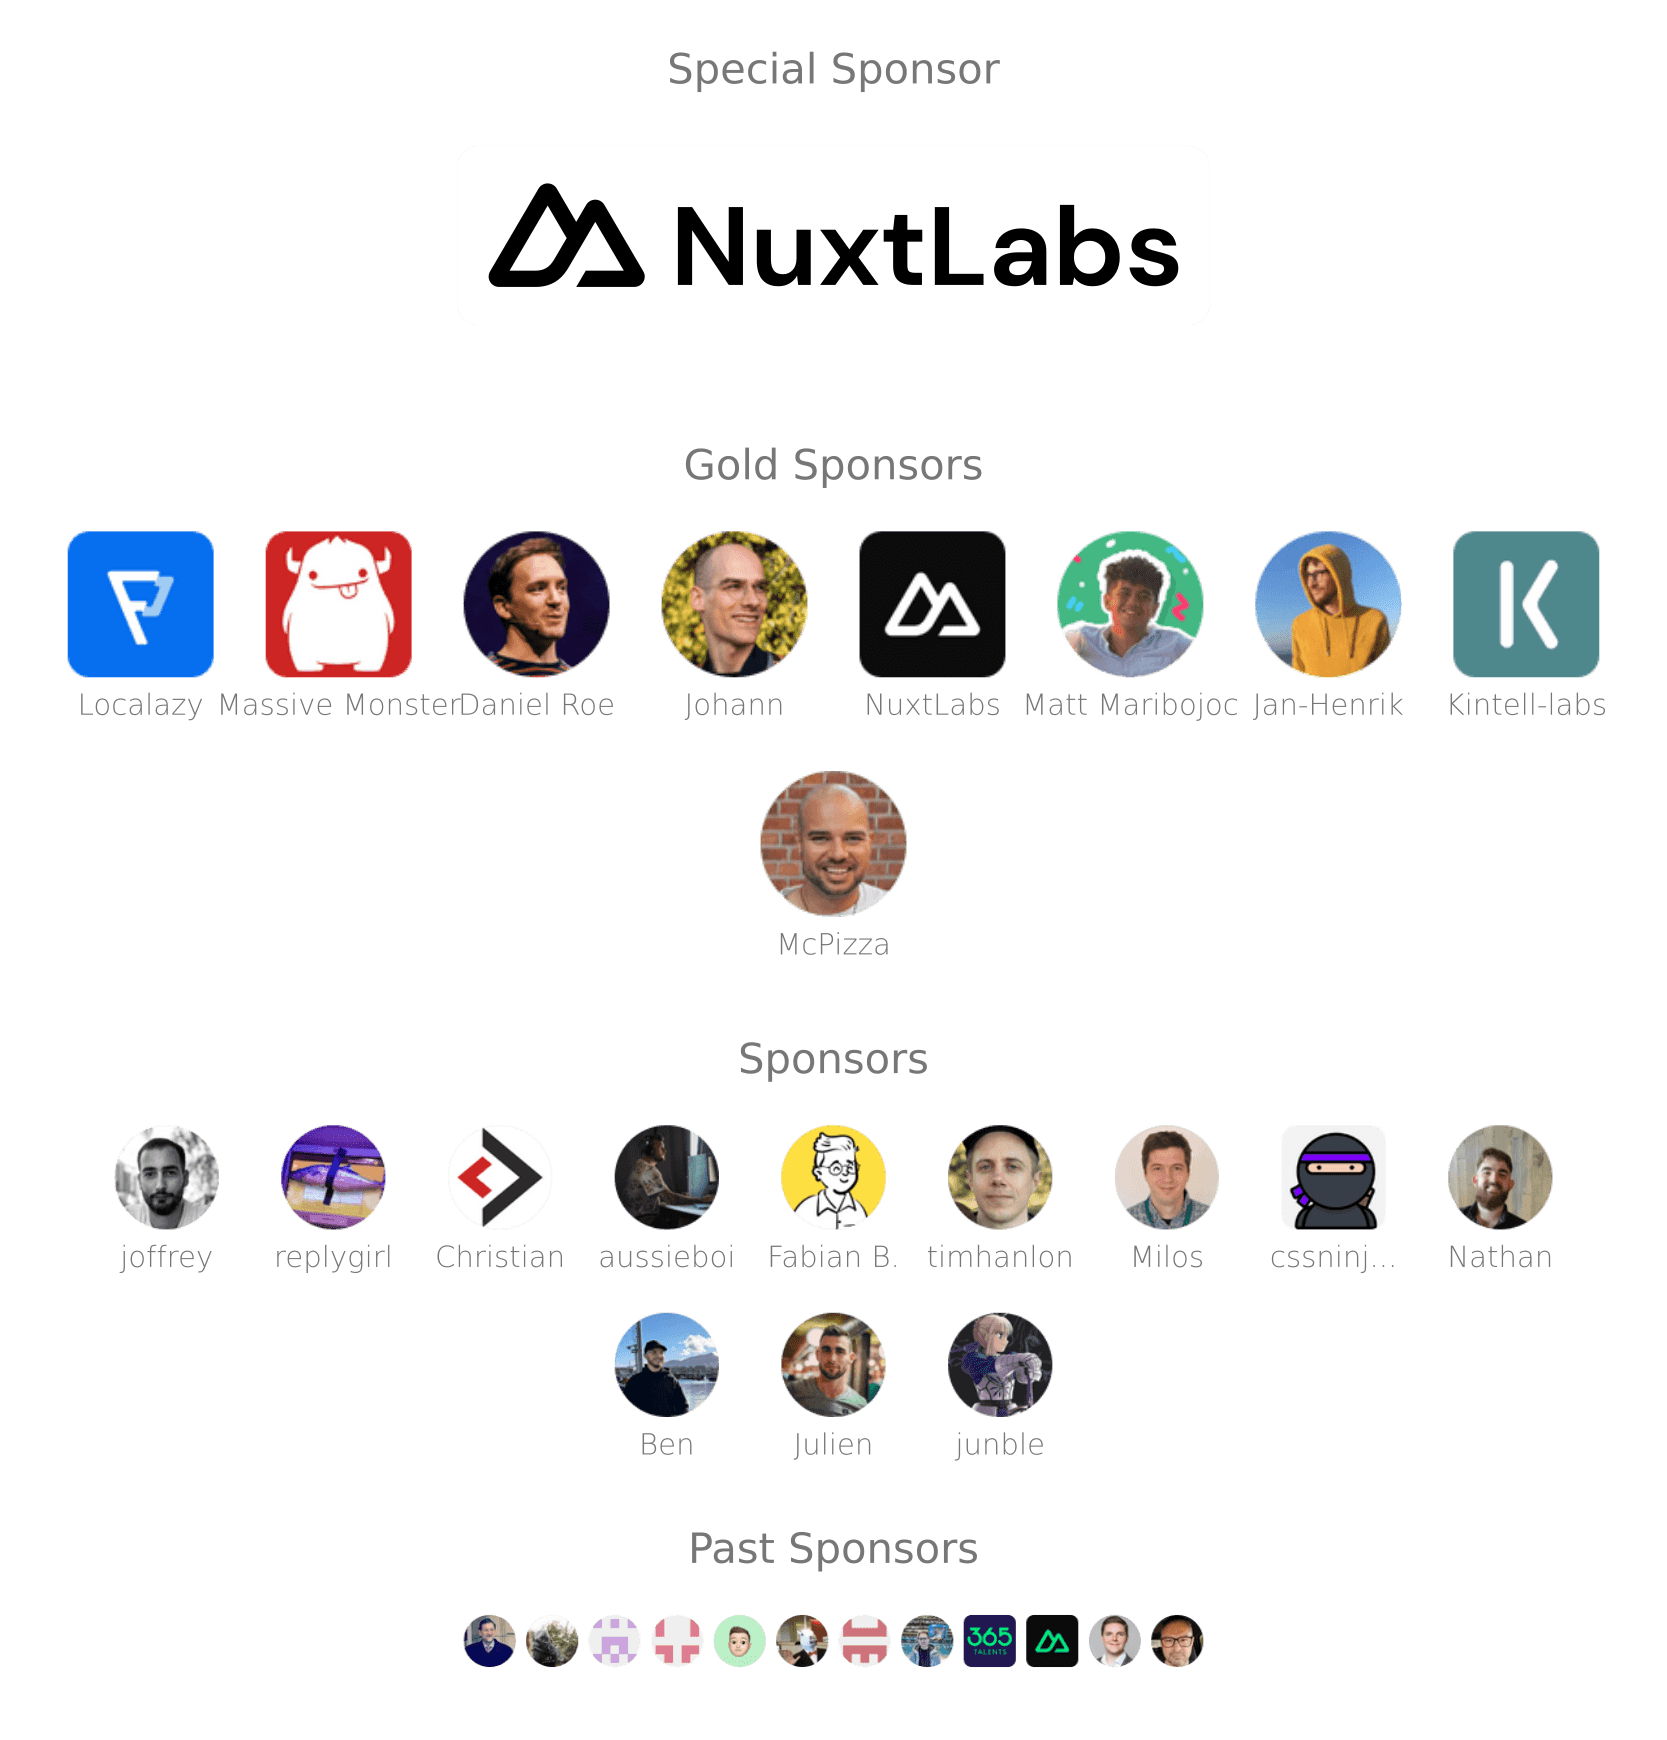 Special Sponsor
NuxtLabs
Gold Sponsors
Localazy Massive Monster Daniel Roe Johann NuxtLabs Matt Maribojoc Jan-Henrik Kintell-labs
McPizza
Sponsors
joffrey replygirl Christian aussieboi Fabian B. timhanlon Milos cssninj... Nathan
Ben Julien junble
Past Sponsors
365
TALENTS